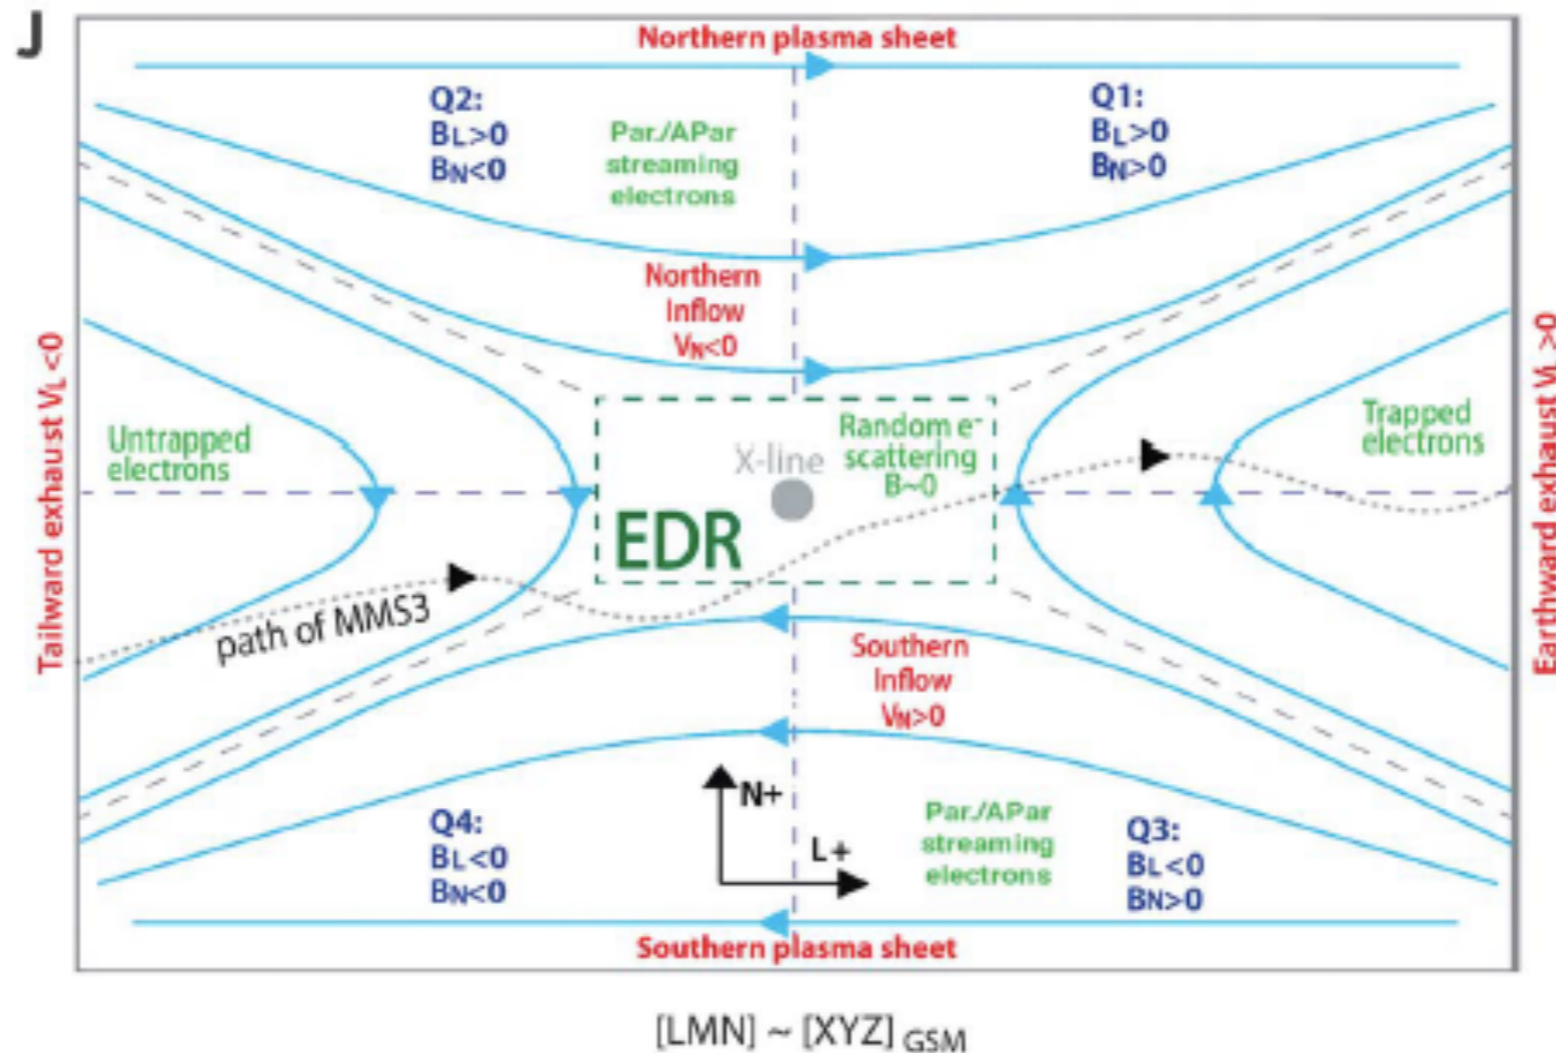 J
Northern plasma sheet
Q2:
BL>0
BN<0
Par./APar
streaming
electrons
Q1:
BL>0
BN>0
Northern
Inflow
VN<0
Tailward exhaust VL <0
Earthward exhaust VL >0
Untrapped
electrons
X-line
Random e-
scattering
B~0
Trapped
electrons
EDR
path of MMS3
Southern
Inflow
VN>0
N+
L+
Q4:
BL<0
BN<0
Par./APar
streaming
electrons
Q3:
BL<0
BN>0
Southern plasma sheet
[LMN] ~ [XYZ] GSM